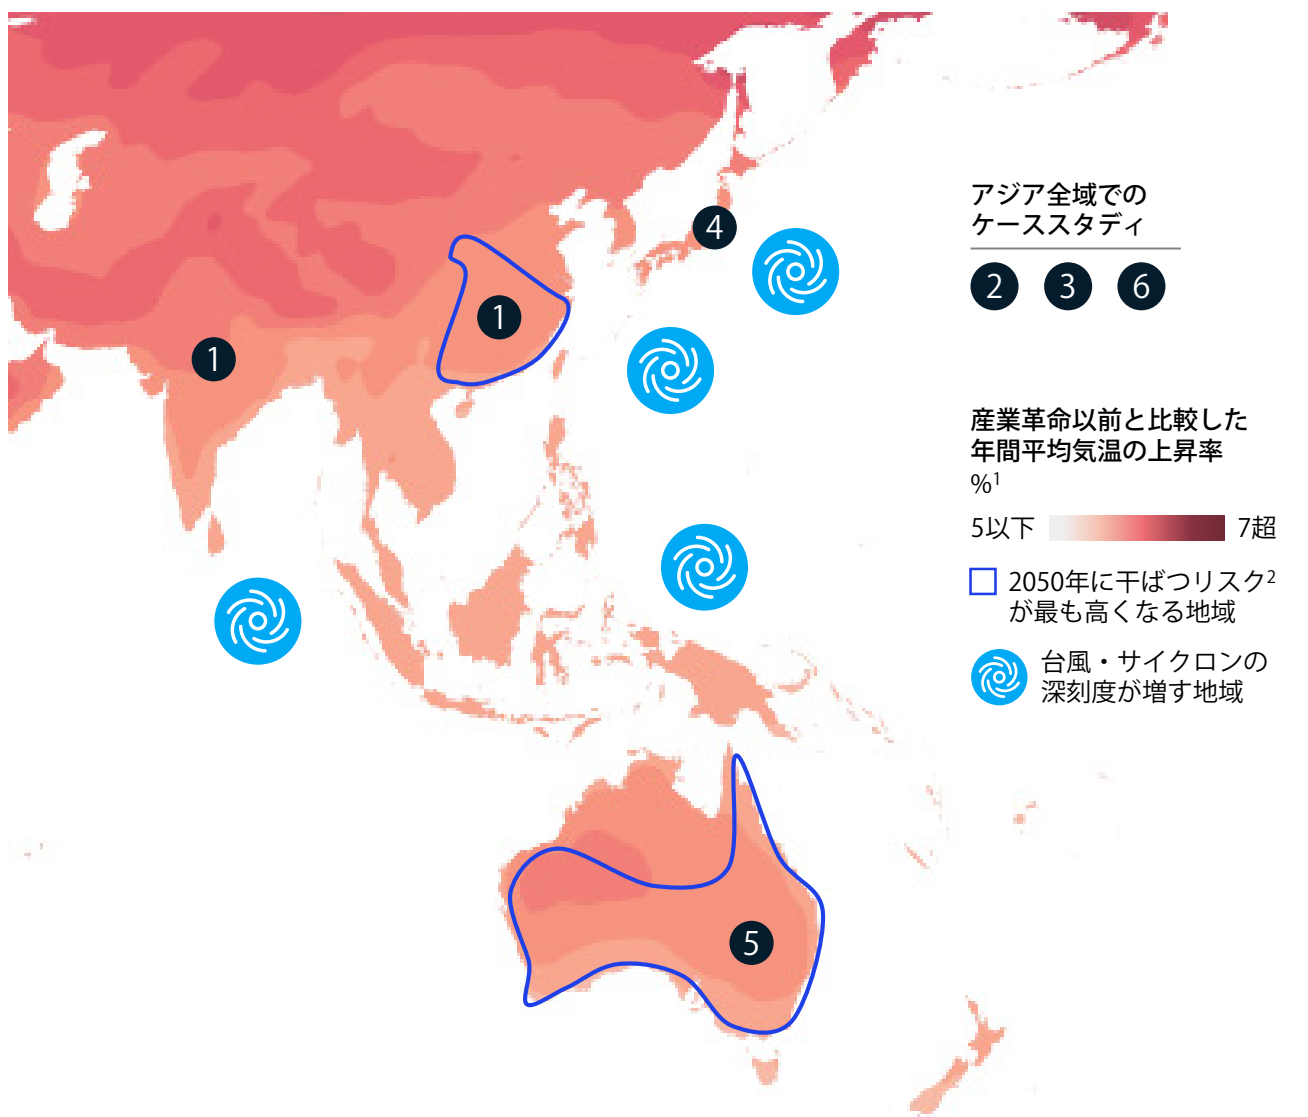 アジア全域での
ケーススタディ
2 3 6
4
1
1
5
産業革命以前と比較した
年間平均気温の上昇率
%1
5以下 7超
2050年に干ばつリスク2
が最も高くなる地域
台風・サイクロンの
深刻度が増す地域